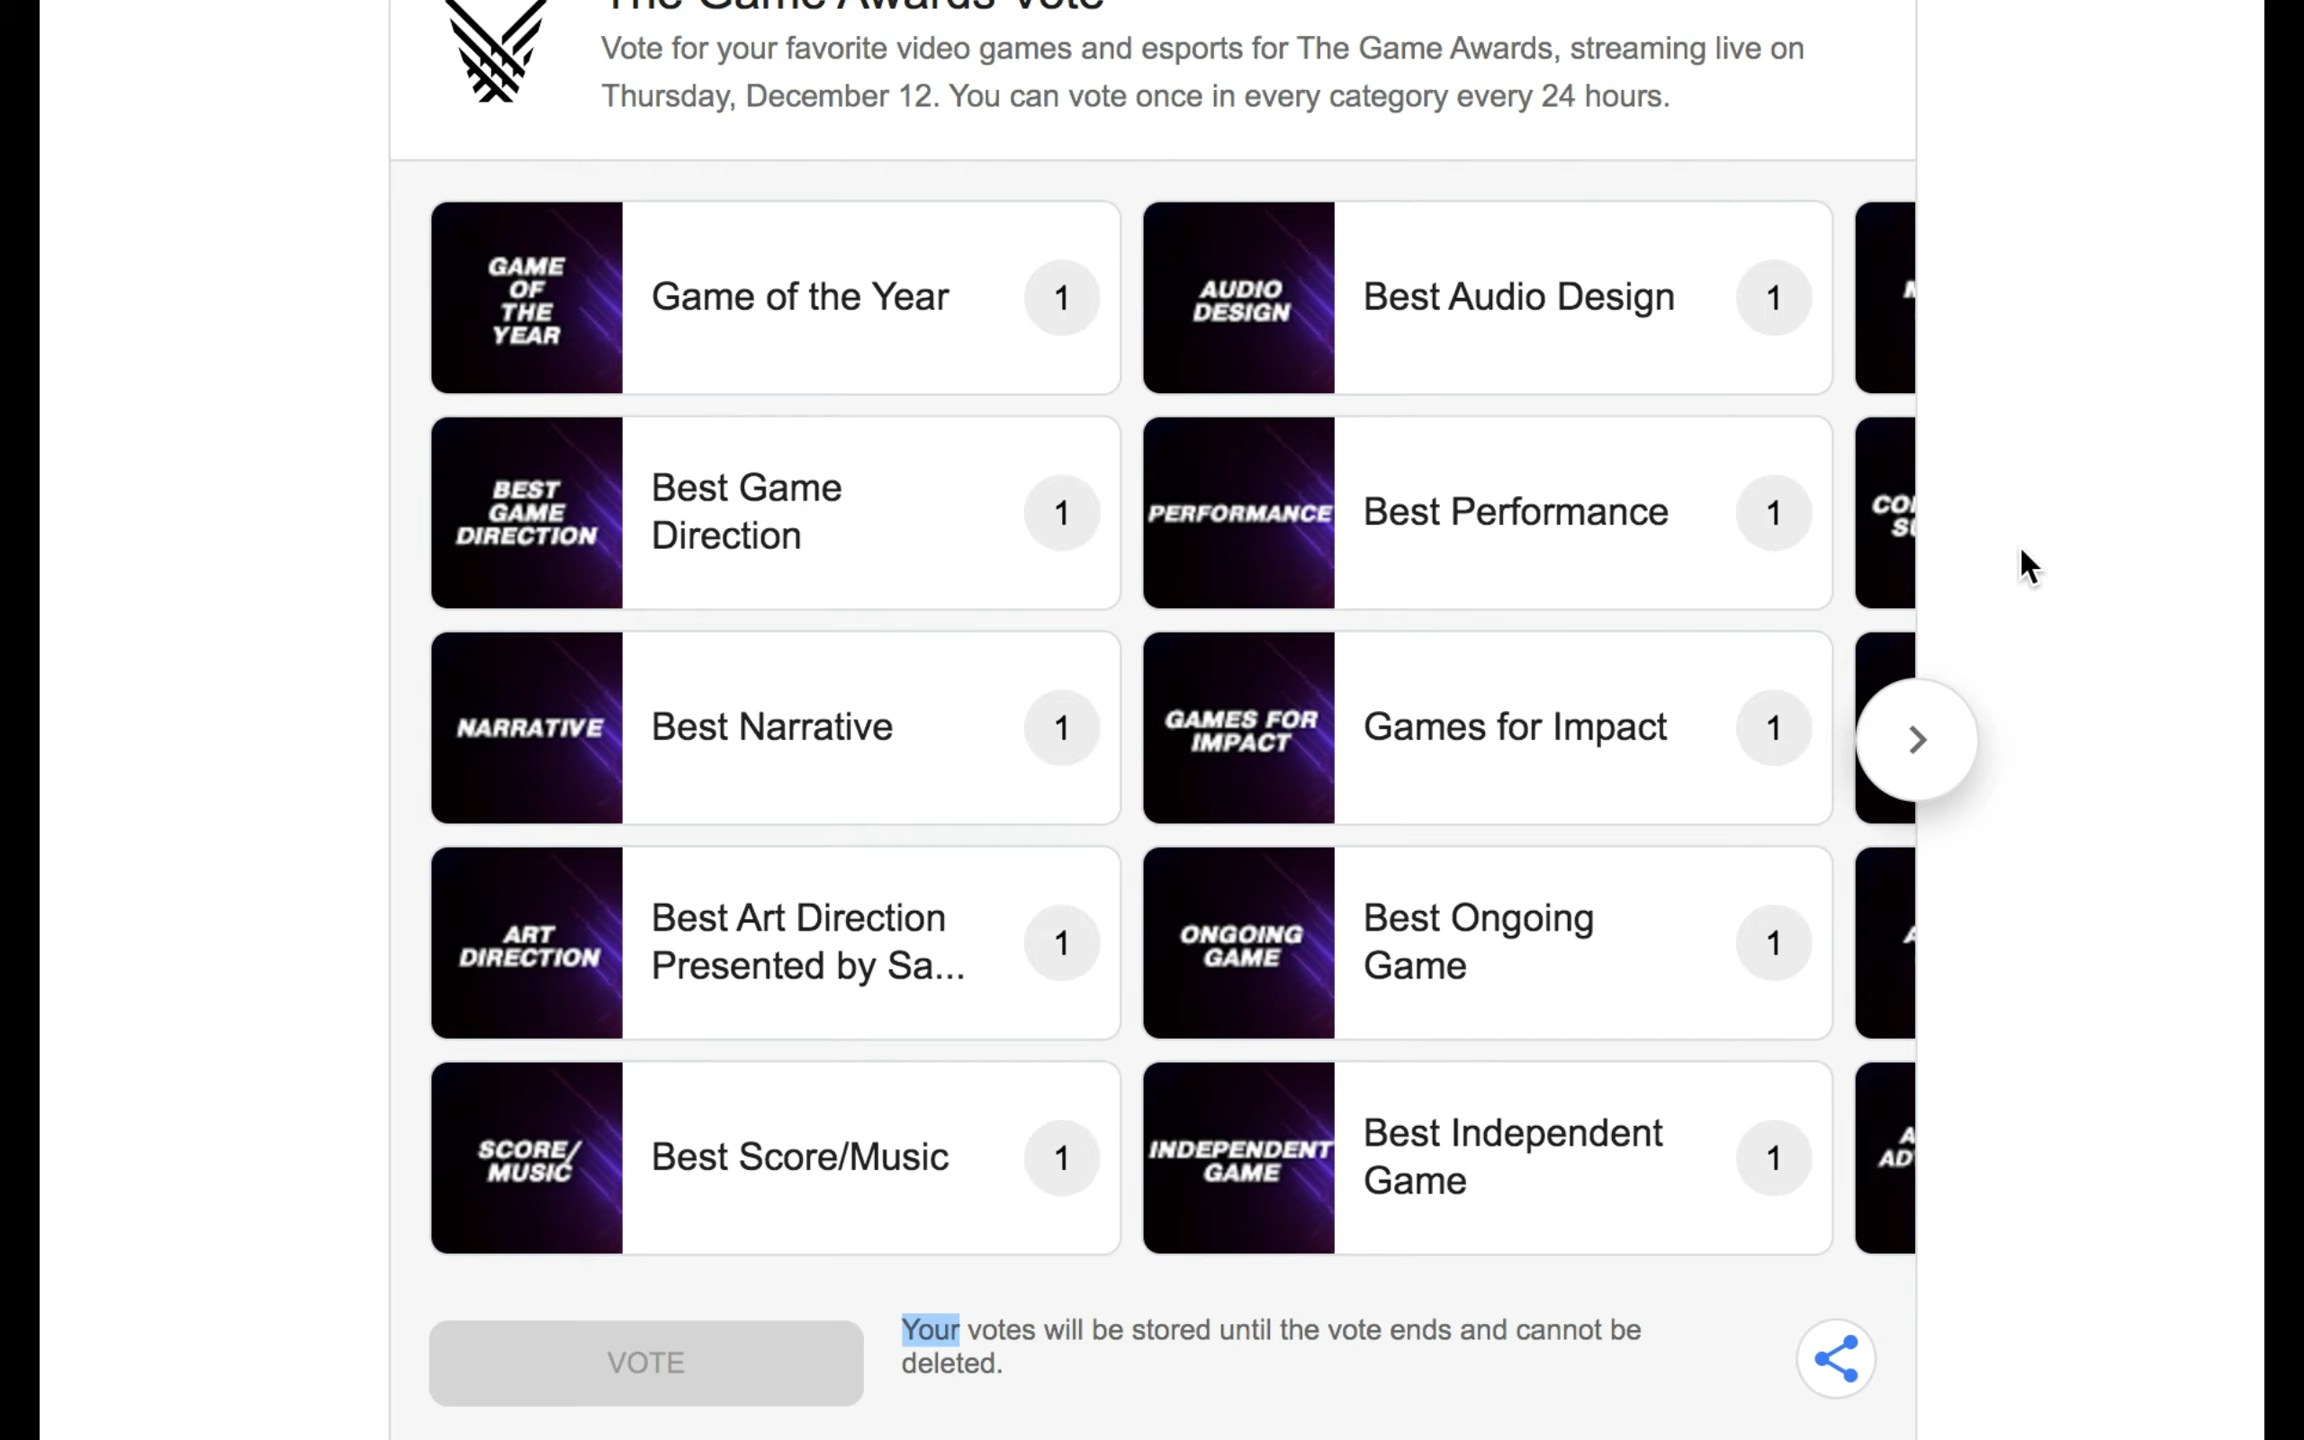 The Game Awards Vote
Vote for your favorite video games and esports for The Game Awards, streaming live on
Thursday, December 12. You can vote once in every category every 24 hours.
GAME
OF
THE
YEAR
Game of the Year
1
AUDIO
DESIGN
Best Audio Design
1
BEST
GAME
DIRECTION
Best Game
Direction
1
PERFORMANCE
Best Performance
1
NARRATIVE
Best Narrative
1
GAMES FOR
IMPACT
Games for Impact
1
ART
DIRECTION
Best Art Direction
Presented by Sa...
1
ONGOING
GAME
Best Ongoing
Game
1
SCORE/
MUSIC
Best Score/Music
1
INDEPENDENT
GAME
Best Independent
Game
1
VOTE
Your votes will be stored until the vote ends and cannot be
deleted.